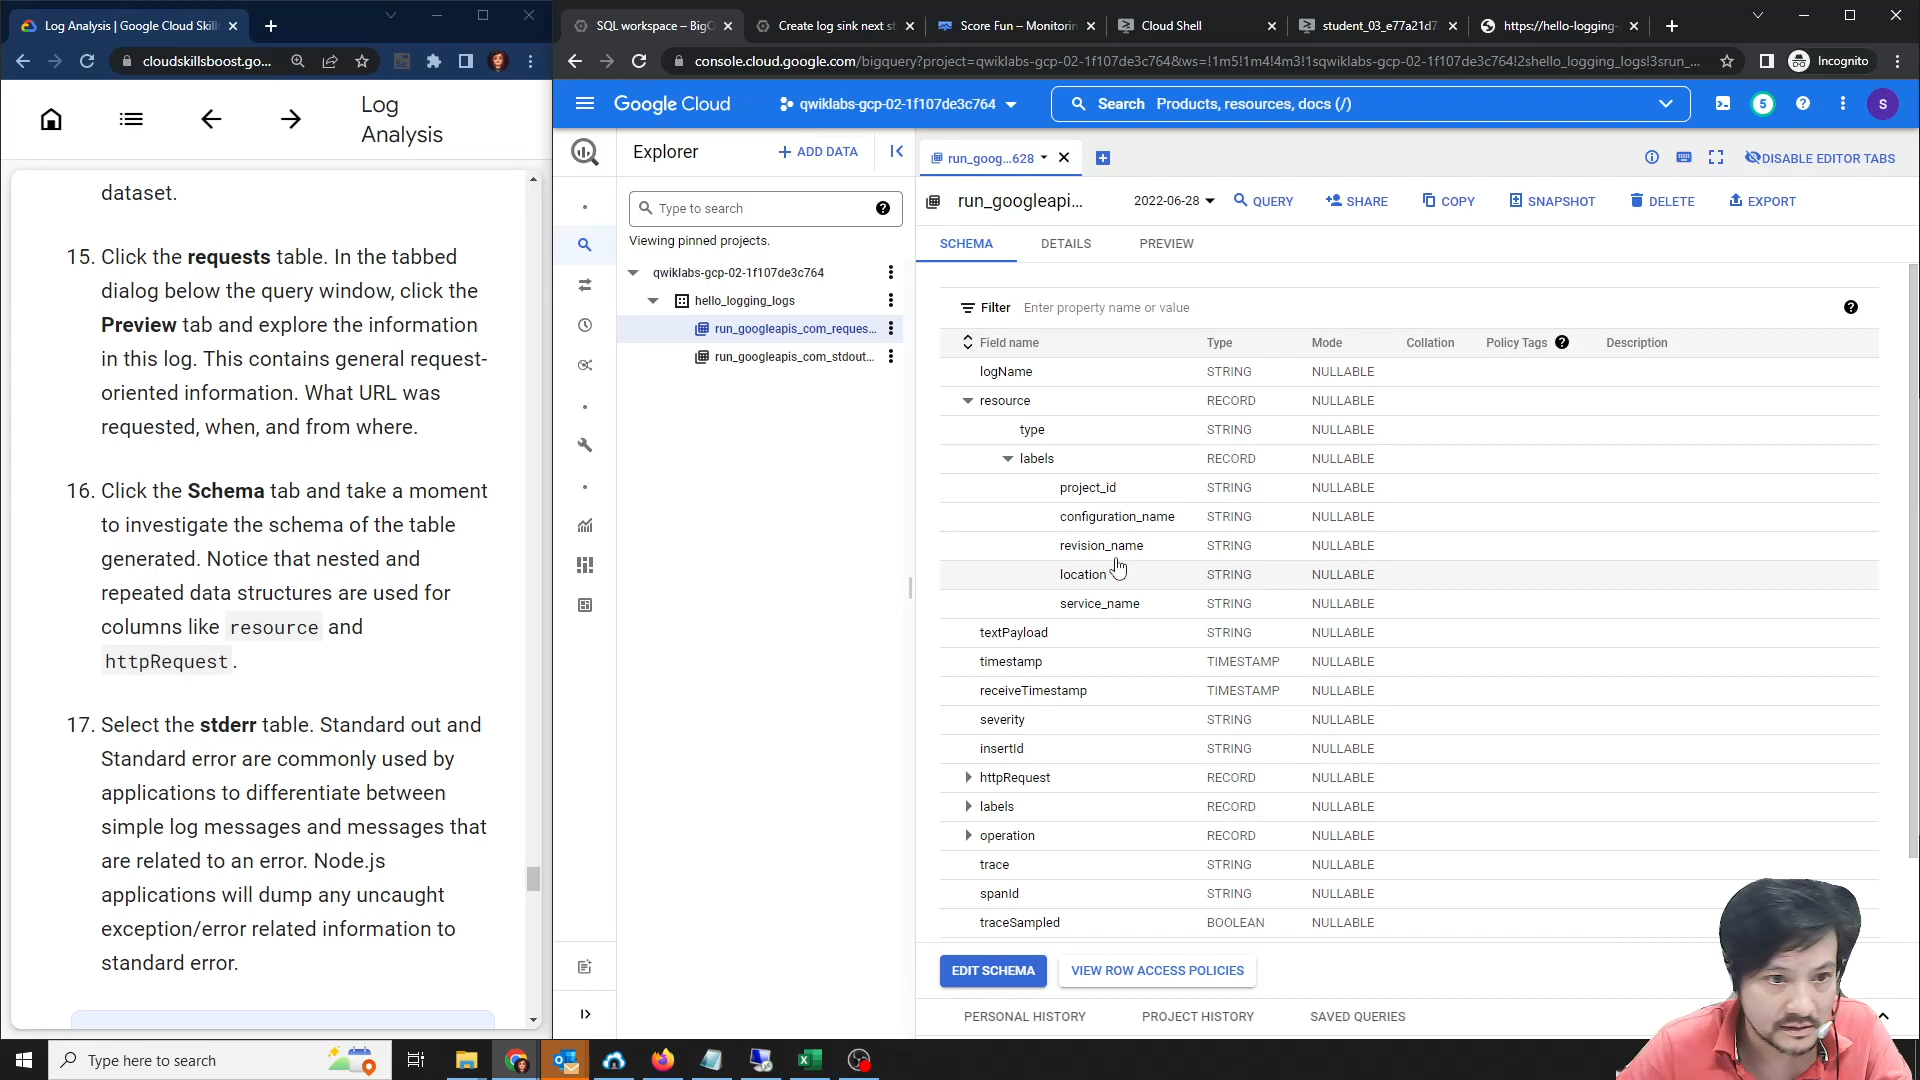 Log Analysis | Google Cloud Skills
SQL workspace – BigQ
Create log sink next st
Score Fun – Monitorin
Cloud Shell
student_03_e77a21d7
https://hello-logging-
cloudskillsboost.go...
console.cloud.google.com/bigquery?project=qwiklabs-gcp-02-1f107de3c764&ws=!1m5!1m4!4m3!1sqwiklabs-gcp-02-1f107de3c764!2shello_logging_logs!3srun_...
Incognito
Log
Analysis
dataset.
15. Click the requests table. In the tabbed
dialog below the query window, click the
Preview tab and explore the information
in this log. This contains general request-
oriented information. What URL was
requested, when, and from where.
16. Click the Schema tab and take a moment
to investigate the schema of the table
generated. Notice that nested and
repeated data structures are used for
columns like resource and
httpRequest.
17. Select the stderr table. Standard out and
Standard error are commonly used by
applications to differentiate between
simple log messages and messages that
are related to an error. Node.js
applications will dump any uncaught
exception/error related information to
standard error.
Google Cloud
qwiklabs-gcp-02-1f107de3c764
Search Products, resources, docs (/)
5
S
Explorer
ADD DATA
Type to search
Viewing pinned projects.
qwiklabs-gcp-02-1f107de3c764
hello_logging_logs
run_googleapis_com_reques...
run_googleapis_com_stdout...
run_goog...628
DISABLE EDITOR TABS
run_googleapi...
2022-06-28
QUERY
SHARE
COPY
SNAPSHOT
DELETE
EXPORT
SCHEMA
DETAILS
PREVIEW
Filter Enter property name or value
Field name Type Mode Collation Policy Tags Description
logName STRING NULLABLE
resource RECORD NULLABLE
type STRING NULLABLE
labels RECORD NULLABLE
project_id STRING NULLABLE
configuration_name STRING NULLABLE
revision_name STRING NULLABLE
location STRING NULLABLE
service_name STRING NULLABLE
textPayload STRING NULLABLE
timestamp TIMESTAMP NULLABLE
receiveTimestamp TIMESTAMP NULLABLE
severity STRING NULLABLE
insertId STRING NULLABLE
httpRequest RECORD NULLABLE
labels RECORD NULLABLE
operation RECORD NULLABLE
trace STRING NULLABLE
spanId STRING NULLABLE
traceSampled BOOLEAN NULLABLE
EDIT SCHEMA
VIEW ROW ACCESS POLICIES
PERSONAL HISTORY
PROJECT HISTORY
SAVED QUERIES
Type here to search